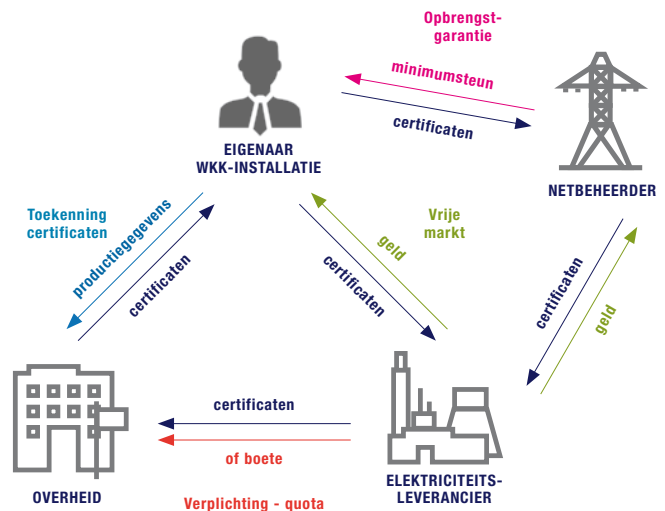 Opbrengst-
garantie
minimumsteun
certificaten
EIGENAAR
WKK-INSTALLATIE
NETBEHEERDER
Toekenning
certificaten
productiegegevens
certificaten
Vrije
markt
geld
certificaten
certificaten
geld
certificaten
of boete
OVERHEID
ELEKTRICITEITS-
LEVERANCIER
Verplichting - quota